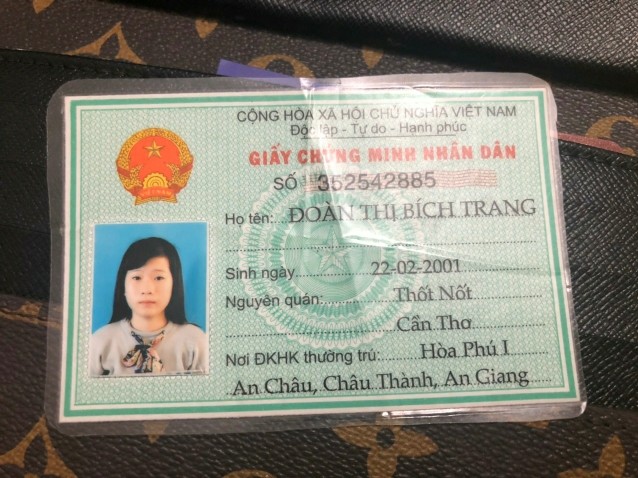 CỘNG HÒA XÃ HỘI CHỦ NGHĨA VIỆT NAM
Độc lập - Tự do - Hạnh phúc
GIẤY CHỨNG MINH NHÂN DÂN
SỐ 352542885
Họ tên: ĐOÀN THỊ BÍCH TRANG
Sinh ngày 22-02-2001
Nguyên quán: Thốt Nốt
Cần Thơ
Nơi ĐKHK thường trú: Hòa Phú I
An Châu, Châu Thành, An Giang